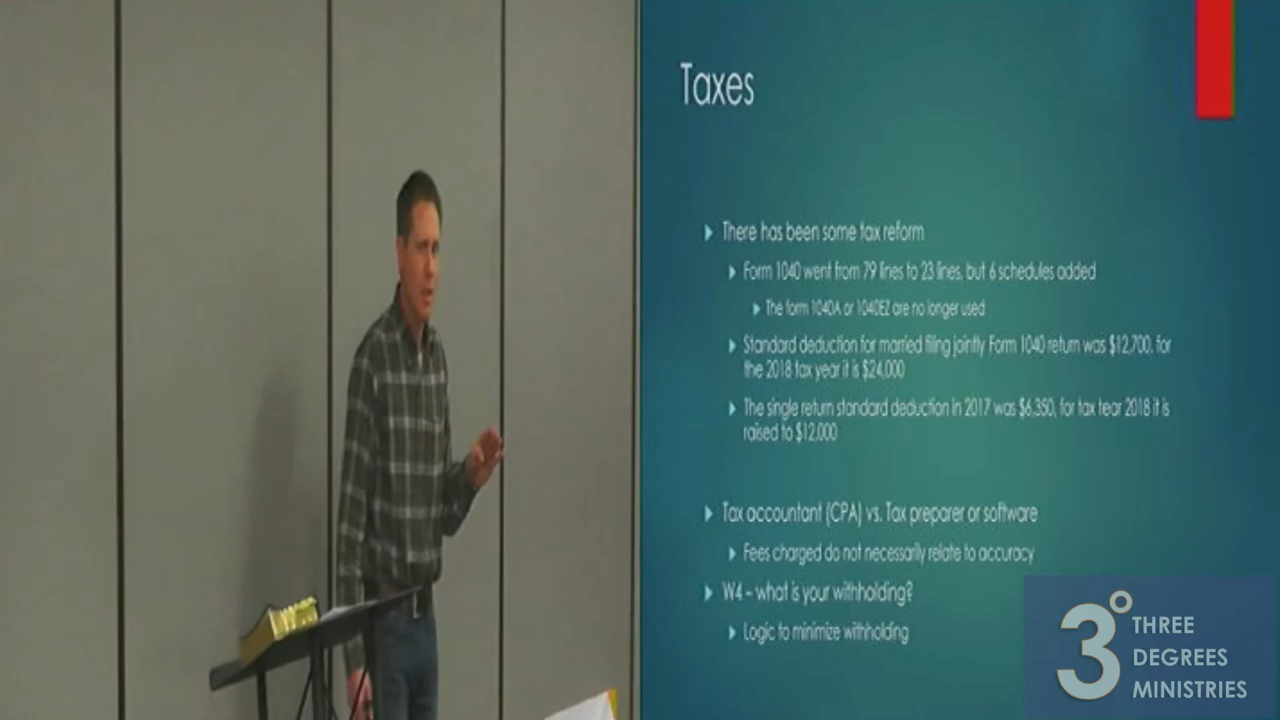 Taxes
There has been some tax reform
Form 1040 went from 79 lines to 23 lines, but 6 schedules added
The form 1040A or 1040EZ are no longer used
Standard deduction for married filing jointly Form 1040 return was $12,700, for
the 2018 tax year it is $24,000
The single return standard deduction in 2017 was $6,350, for tax tear 2018 it is
raised to $12,000
Tax accountant (CPA) vs. Tax preparer or software
Fees charged do not necessarily relate to accuracy
W4 – what is your withholding?
Logic to minimize withholding
3° THREE
DEGREES
MINISTRIES